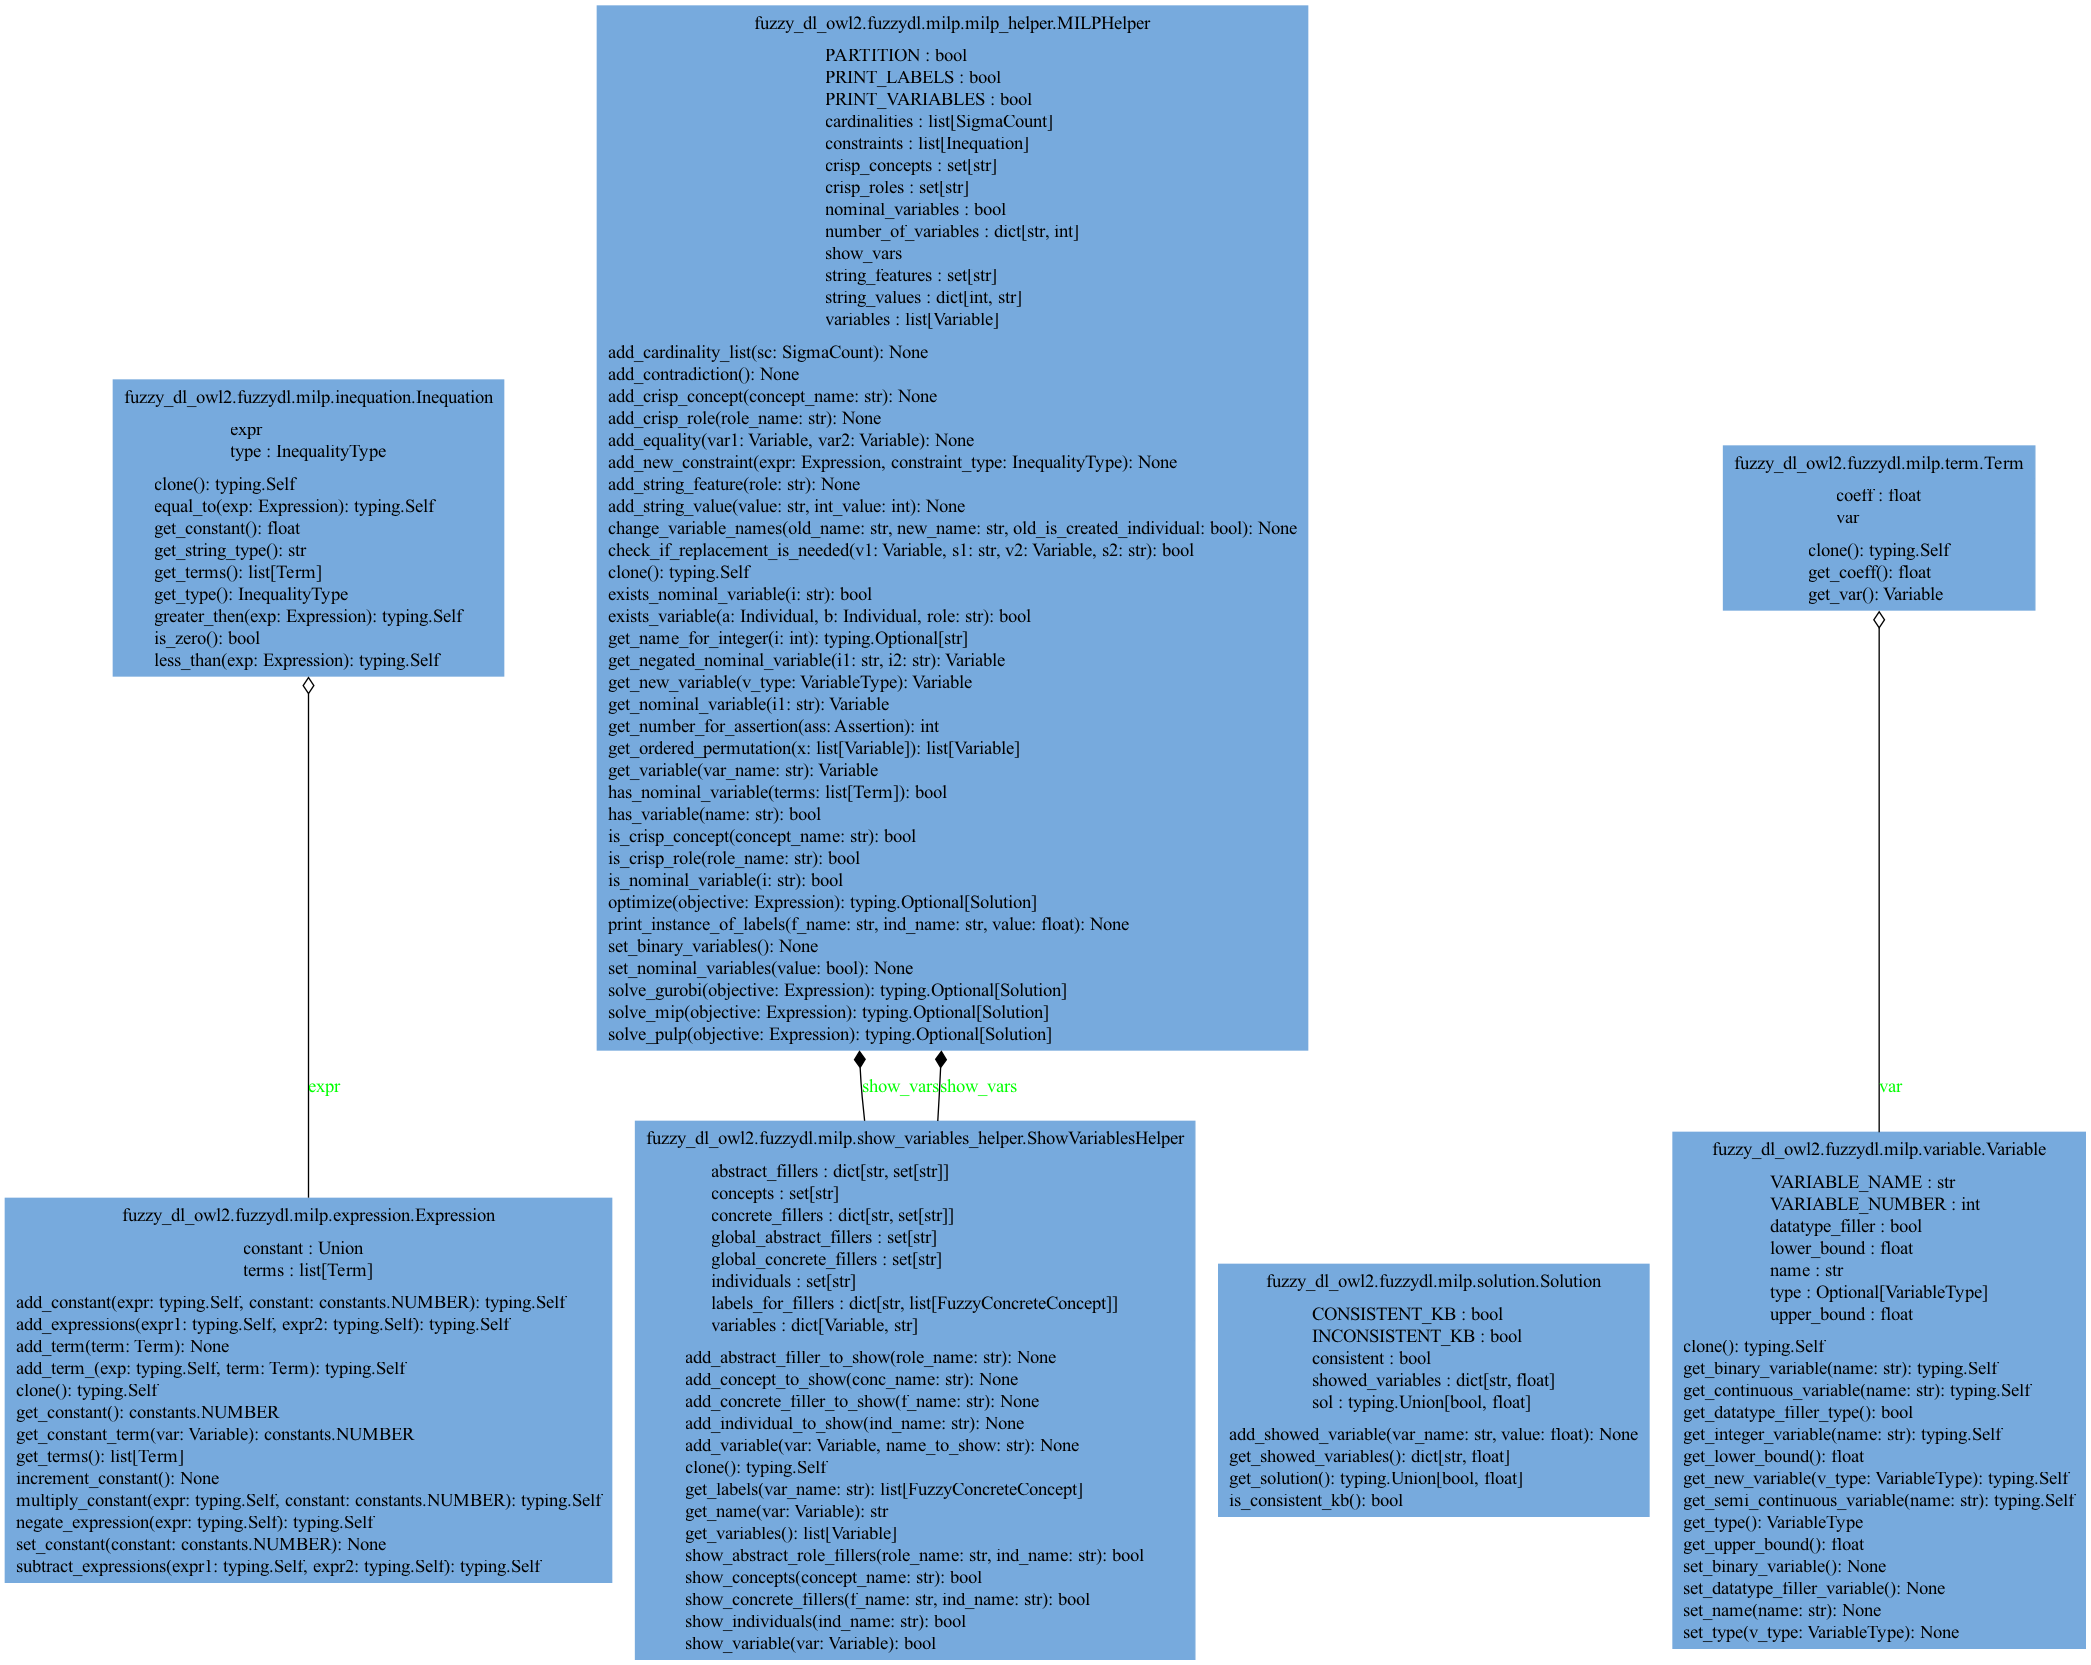 fuzzy_dl_owl2.fuzzydl.milp.milp_helper.MILPHelper
PARTITION : bool
PRINT_LABELS : bool
PRINT_VARIABLES : bool
cardinalities : list[SigmaCount]
constraints : list[Inequation]
crisp_concepts : set[str]
crisp_roles : set[str]
nominal_variables : bool
number_of_variables : dict[str, int]
show_vars
string_features : set[str]
string_values : dict[int, str]
variables : list[Variable]
add_cardinality_list(sc: SigmaCount): None
add_contradiction(): None
add_crisp_concept(concept_name: str): None
add_crisp_role(role_name: str): None
add_equality(var1: Variable, var2: Variable): None
add_new_constraint(expr: Expression, constraint_type: InequalityType): None
add_string_feature(role: str): None
add_string_value(value: str, int_value: int): None
change_variable_names(old_name: str, new_name: str, old_is_created_individual: bool): None
check_if_replacement_is_needed(v1: Variable, s1: str, v2: Variable, s2: str): bool
clone(): typing.Self
exists_nominal_variable(i: str): bool
exists_variable(a: Individual, b: Individual, role: str): bool
get_name_for_integer(i: int): typing.Optional[str]
get_negated_nominal_variable(i1: str, i2: str): Variable
get_new_variable(v_type: VariableType): Variable
get_nominal_variable(i1: str): Variable
get_number_for_assertion(ass: Assertion): int
get_ordered_permutation(x: list[Variable]): list[Variable]
get_variable(var_name: str): Variable
has_nominal_variable(terms: list[Term]): bool
has_variable(name: str): bool
is_crisp_concept(concept_name: str): bool
is_crisp_role(role_name: str): bool
is_nominal_variable(i: str): bool
optimize(objective: Expression): typing.Optional[Solution]
print_instance_of_labels(f_name: str, ind_name: str, value: float): None
set_binary_variables(): None
set_nominal_variables(value: bool): None
solve_gurobi(objective: Expression): typing.Optional[Solution]
solve_mip(objective: Expression): typing.Optional[Solution]
solve_pulp(objective: Expression): typing.Optional[Solution]
fuzzy_dl_owl2.fuzzydl.milp.inequation.Inequation
expr
type : InequalityType
clone(): typing.Self
equal_to(exp: Expression): typing.Self
get_constant(): float
get_string_type(): str
get_terms(): list[Term]
get_type(): InequalityType
greater_then(exp: Expression): typing.Self
is_zero(): bool
less_than(exp: Expression): typing.Self
fuzzy_dl_owl2.fuzzydl.milp.term.Term
coeff : float
var
clone(): typing.Self
get_coeff(): float
get_var(): Variable
expr
show_vars
show_vars
var
fuzzy_dl_owl2.fuzzydl.milp.expression.Expression
constant : Union
terms : list[Term]
add_constant(expr: typing.Self, constant: constants.NUMBER): typing.Self
add_expressions(expr1: typing.Self, expr2: typing.Self): typing.Self
add_term(term: Term): None
add_term_(exp: typing.Self, term: Term): typing.Self
clone(): typing.Self
get_constant(): constants.NUMBER
get_constant_term(var: Variable): constants.NUMBER
get_terms(): list[Term]
increment_constant(): None
multiply_constant(expr: typing.Self, constant: constants.NUMBER): typing.Self
negate_expression(expr: typing.Self): typing.Self
set_constant(constant: constants.NUMBER): None
subtract_expressions(expr1: typing.Self, expr2: typing.Self): typing.Self
fuzzy_dl_owl2.fuzzydl.milp.show_variables_helper.ShowVariablesHelper
abstract_fillers : dict[str, set[str]]
concepts : set[str]
concrete_fillers : dict[str, set[str]]
global_abstract_fillers : set[str]
global_concrete_fillers : set[str]
individuals : set[str]
labels_for_fillers : dict[str, list[FuzzyConcreteConcept]]
variables : dict[Variable, str]
add_abstract_filler_to_show(role_name: str): None
add_concept_to_show(conc_name: str): None
add_concrete_filler_to_show(f_name: str): None
add_individual_to_show(ind_name: str): None
add_variable(var: Variable, name_to_show: str): None
clone(): typing.Self
get_labels(var_name: str): list[FuzzyConcreteConcept]
get_name(var: Variable): str
get_variables(): list[Variable]
show_abstract_role_fillers(role_name: str, ind_name: str): bool
show_concepts(concept_name: str): bool
show_concrete_fillers(f_name: str, ind_name: str): bool
show_individuals(ind_name: str): bool
show_variable(var: Variable): bool
fuzzy_dl_owl2.fuzzydl.milp.solution.Solution
CONSISTENT_KB : bool
INCONSISTENT_KB : bool
consistent : bool
showed_variables : dict[str, float]
sol : typing.Union[bool, float]
add_showed_variable(var_name: str, value: float): None
get_showed_variables(): dict[str, float]
get_solution(): typing.Union[bool, float]
is_consistent_kb(): bool
fuzzy_dl_owl2.fuzzydl.milp.variable.Variable
VARIABLE_NAME : str
VARIABLE_NUMBER : int
datatype_filler : bool
lower_bound : float
name : str
type : Optional[VariableType]
upper_bound : float
clone(): typing.Self
get_binary_variable(name: str): typing.Self
get_continuous_variable(name: str): typing.Self
get_datatype_filler_type(): bool
get_integer_variable(name: str): typing.Self
get_lower_bound(): float
get_new_variable(v_type: VariableType): typing.Self
get_semi_continuous_variable(name: str): typing.Self
get_type(): VariableType
get_upper_bound(): float
set_binary_variable(): None
set_datatype_filler_variable(): None
set_name(name: str): None
set_type(v_type: VariableType): None